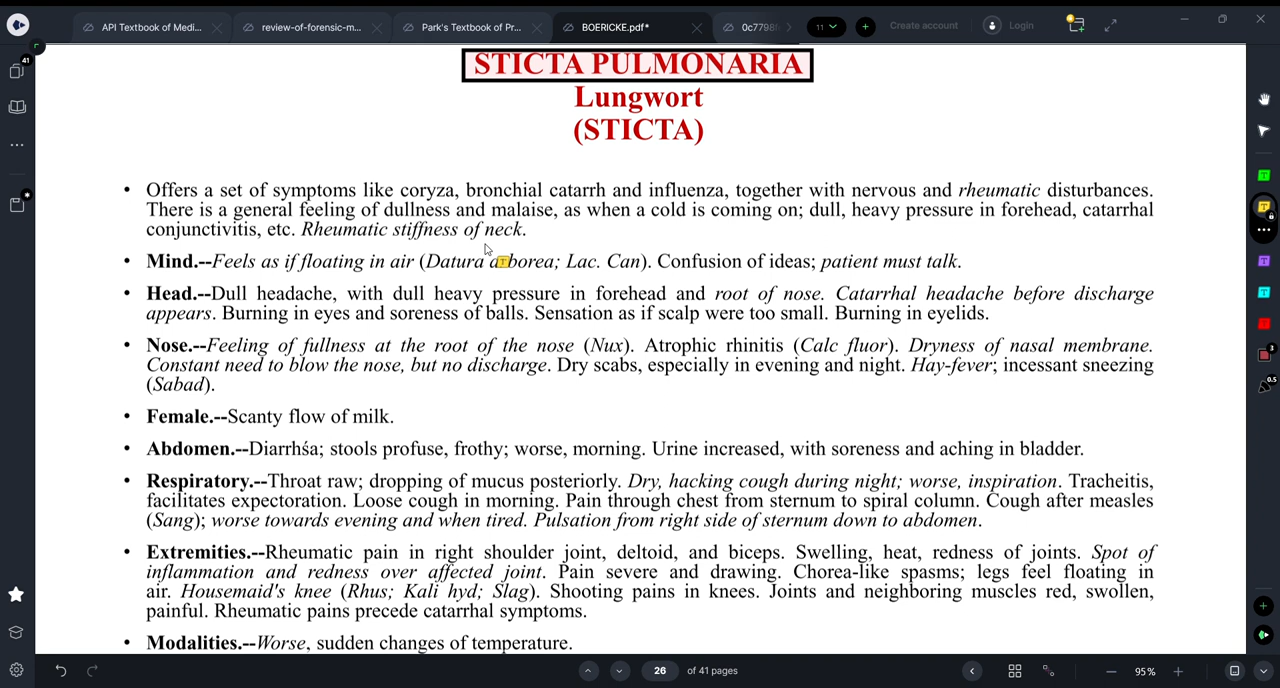 API Textbook of Medi...
review-of-forensic-m...
Park's Textbook of Pr...
BOERICKE.pdf*
0c7798
11
Create account
Login
41
STICTA PULMONARIA
Lungwort
(STICTA)
• Offers a set of symptoms like coryza, bronchial catarrh and influenza, together with nervous and rheumatic disturbances.
There is a general feeling of dullness and malaise, as when a cold is coming on; dull, heavy pressure in forehead, catarrhal
conjunctivitis, etc. Rheumatic stiffness of neck.
• Mind.--Feels as if floating in air (Datura a borea; Lac. Can). Confusion of ideas; patient must talk.
• Head.--Dull headache, with dull heavy pressure in forehead and root of nose. Catarrhal headache before discharge
appears. Burning in eyes and soreness of balls. Sensation as if scalp were too small. Burning in eyelids.
• Nose.--Feeling of fullness at the root of the nose (Nux). Atrophic rhinitis (Calc fluor). Dryness of nasal membrane.
Constant need to blow the nose, but no discharge. Dry scabs, especially in evening and night. Hay-fever; incessant sneezing
(Sabad).
• Female.--Scanty flow of milk.
• Abdomen.--Diarrhśa; stools profuse, frothy; worse, morning. Urine increased, with soreness and aching in bladder.
• Respiratory.--Throat raw; dropping of mucus posteriorly. Dry, hacking cough during night; worse, inspiration. Tracheitis,
facilitates expectoration. Loose cough in morning. Pain through chest from sternum to spiral column. Cough after measles
(Sang); worse towards evening and when tired. Pulsation from right side of sternum down to abdomen.
• Extremities.--Rheumatic pain in right shoulder joint, deltoid, and biceps. Swelling, heat, redness of joints. Spot of
inflammation and redness over affected joint. Pain severe and drawing. Chorea-like spasms; legs feel floating in
air. Housemaid's knee (Rhus; Kali hyd; Slag). Shooting pains in knees. Joints and neighboring muscles red, swollen,
painful. Rheumatic pains precede catarrhal symptoms.
• Modalities.--Worse, sudden changes of temperature.
26 of 41 pages
95%
3
0.5